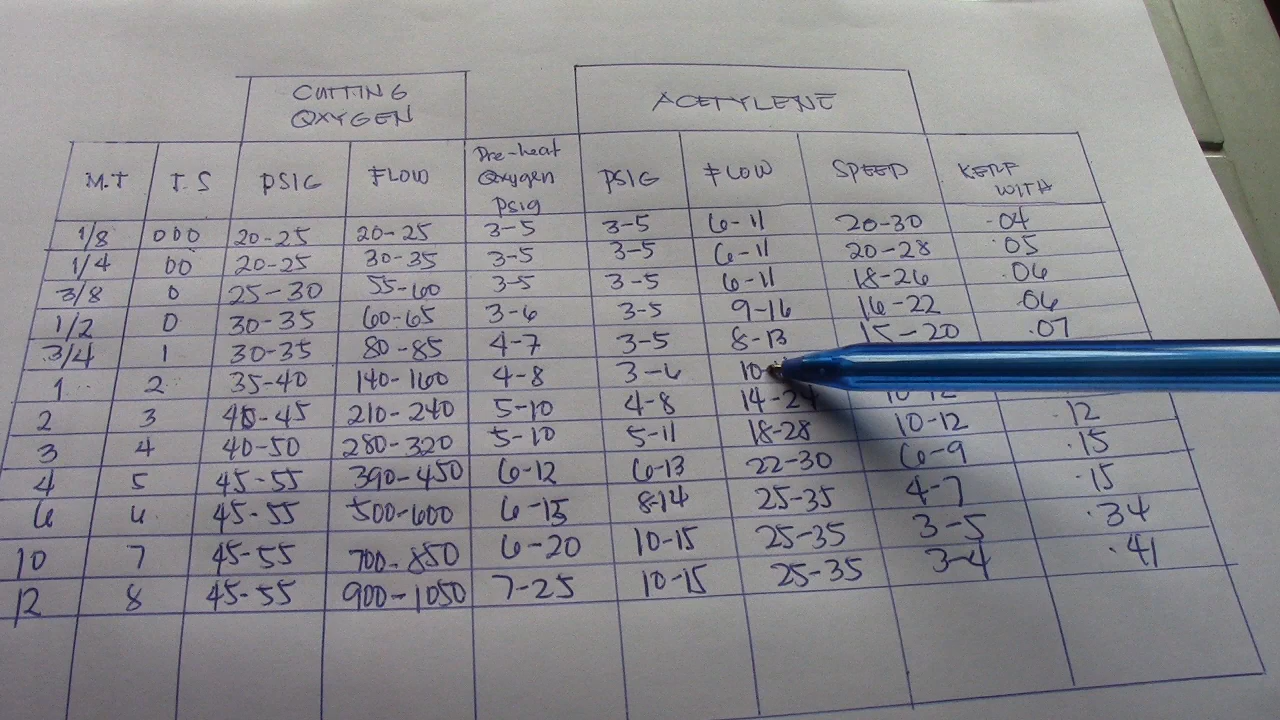 CUTTING
OXYGEN
ACETYLENE
M.T T.S PSIG FLOW Pre-heat Oxygen Psig PSIG FLOW SPEED KERF WITH
1/8 000 20-25 20-25 3-5 3-5 6-11 20-30 .04
1/4 00 20-25 30-35 3-5 3-5 6-11 20-28 .05
3/8 0 25-30 55-60 3-5 3-5 6-11 18-26 .06
1/2 0 30-35 60-65 3-6 3-5 9-16 16-22 .06
3/4 1 30-35 80-85 4-7 3-5 8-13 15-20 .07
1 2 35-40 140-160 4-8 3-6
2 3 40-45 210-240 5-10 4-8 14-24
3 4 40-50 280-320 5-10 5-11 18-28 10-12 .12
4 5 45-55 390-450 6-12 6-13 22-30 6-9 .15
6 6 45-55 500-600 6-15 8-14 25-35 4-7 .15
10 7 45-55 700-850 6-20 10-15 25-35 3-5 .34
12 8 45-55 900-1050 7-25 10-15 25-35 3-4 .41